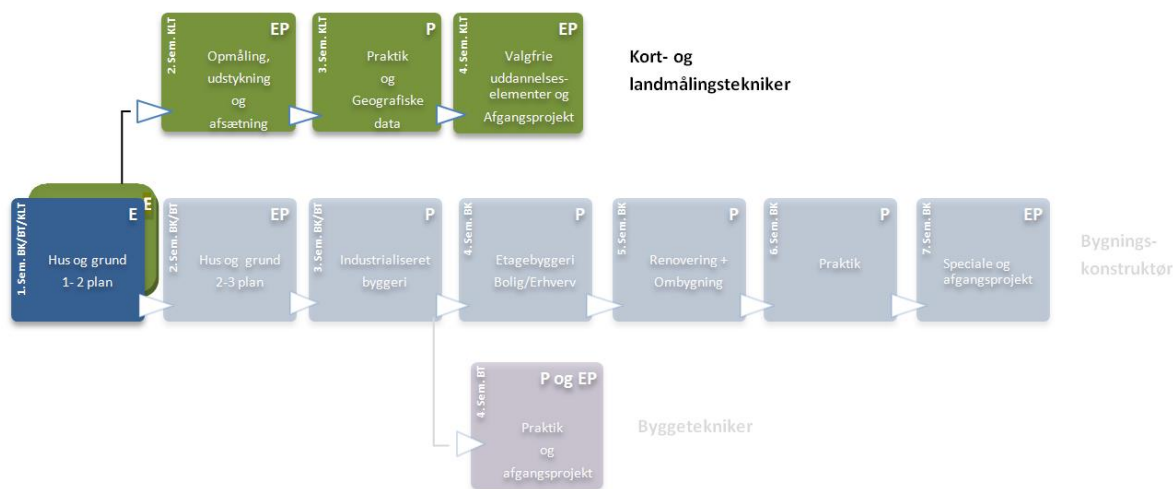 2. Sem. KLT
EP
Opmåling,
udstykning
og
afsætning
3. Sem. KLT
P
Praktik
og
Geografiske
data
4. Sem. KLT
EP
Valgfrie
uddannelses-
elementer og
Afgangsprojekt
Kort- og
landmålingstekniker
E
1. Sem. BK/BT/KLT
E
Hus og grund
1- 2 plan
2. Sem. BK/BT
EP
Hus og grund
2-3 plan
3. Sem. BK/BT
P
Industrialiseret
byggeri
4. Sem. BK
P
Etagebyggeri
Bolig/Erhverv
5. Sem. BK
P
Renovering +
Ombygning
6. Sem. BK
P
Praktik
7. Sem. BK
EP
Speciale og
afgangsprojekt
Bygnings-
konstruktør
4. Sem. BT
P og EP
Praktik
og
afgangsprojekt
Byggetekniker